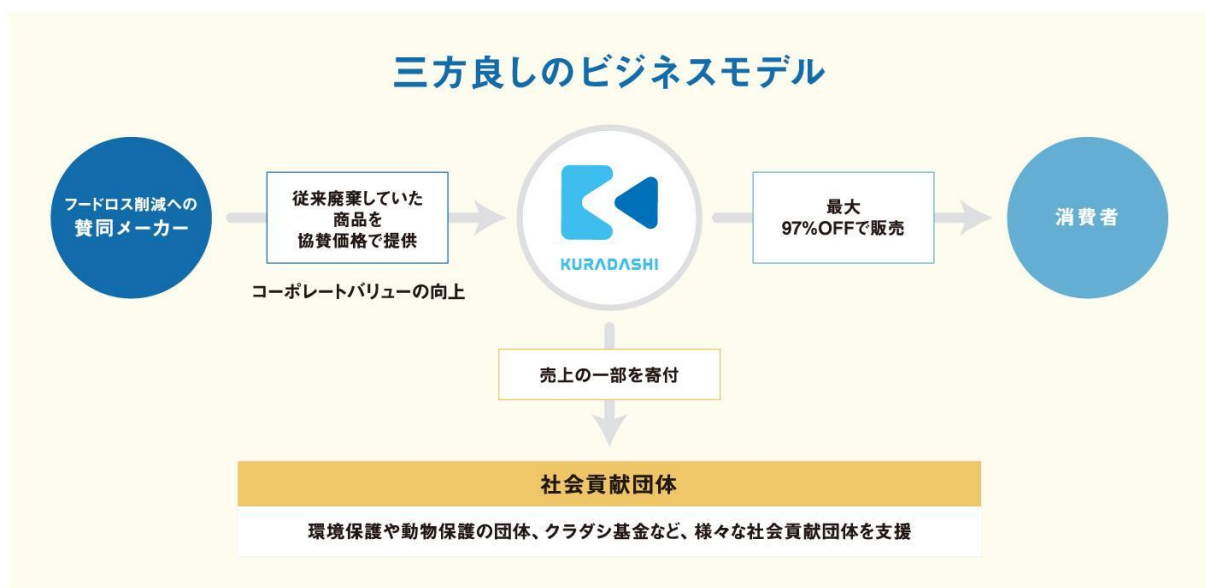 三方良しのビジネスモデル
フードロス削減への
賛同メーカー
従来廃棄していた
商品を
協賛価格で提供
コーポレートバリューの向上
KURADASHI
最大
97%OFFで販売
消費者
売上の一部を寄付
社会貢献団体
環境保護や動物保護の団体、クラダシ基金など、様々な社会貢献団体を支援